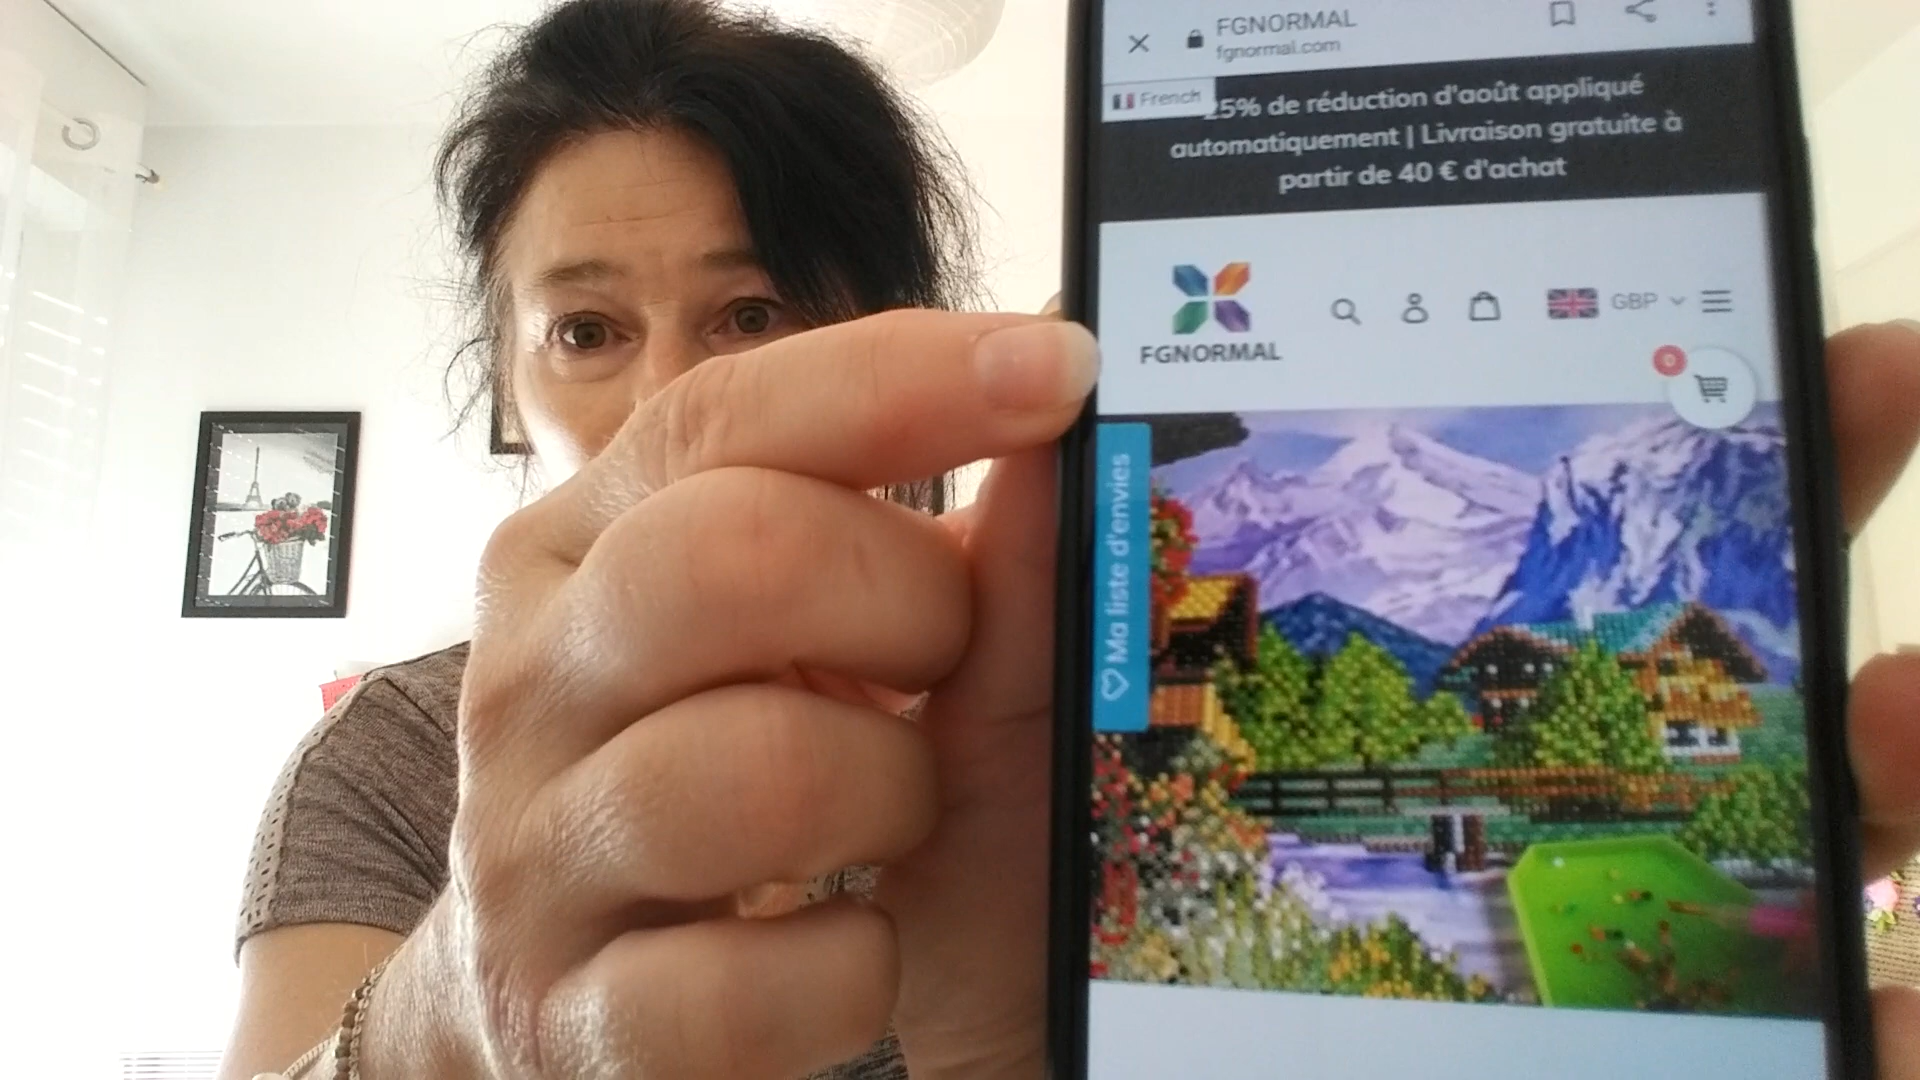 FGNORMAL
fgnormal.com
French
25% de réduction d'août appliqué
automatiquement | Livraison gratuite à
partir de 40 € d'achat
FGNORMAL
GBP
0
Ma liste d'envies